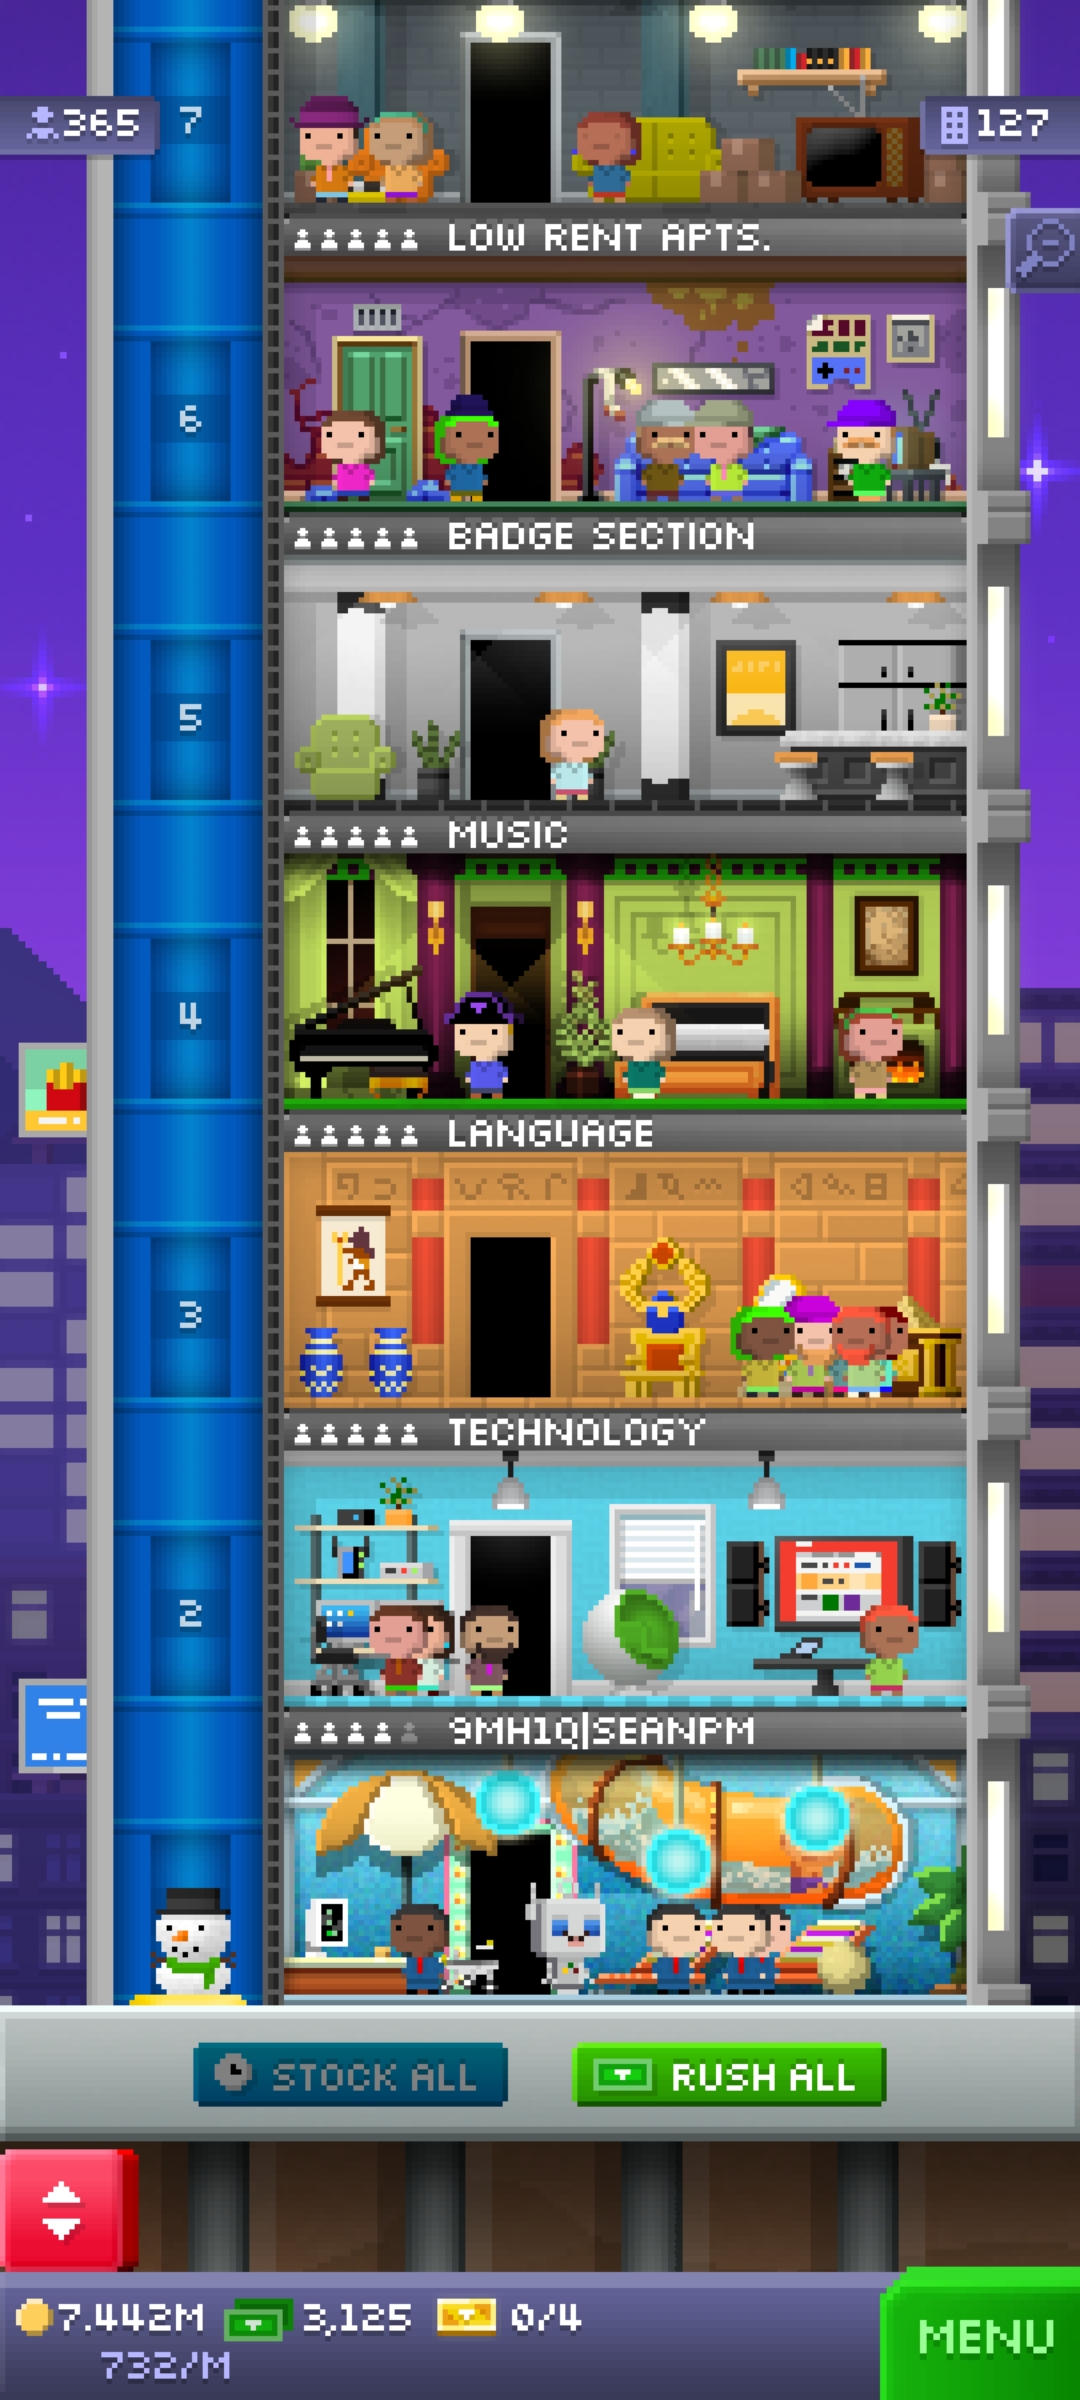 365
7
127
LOW RENT APTS.
6
BADGE SECTION
5
MUSIC
4
LANGUAGE
3
TECHNOLOGY
2
9MH1Q|SEANPM
STOCK ALL
RUSH ALL
7.442M
3,125
0/4
732/M
MENU